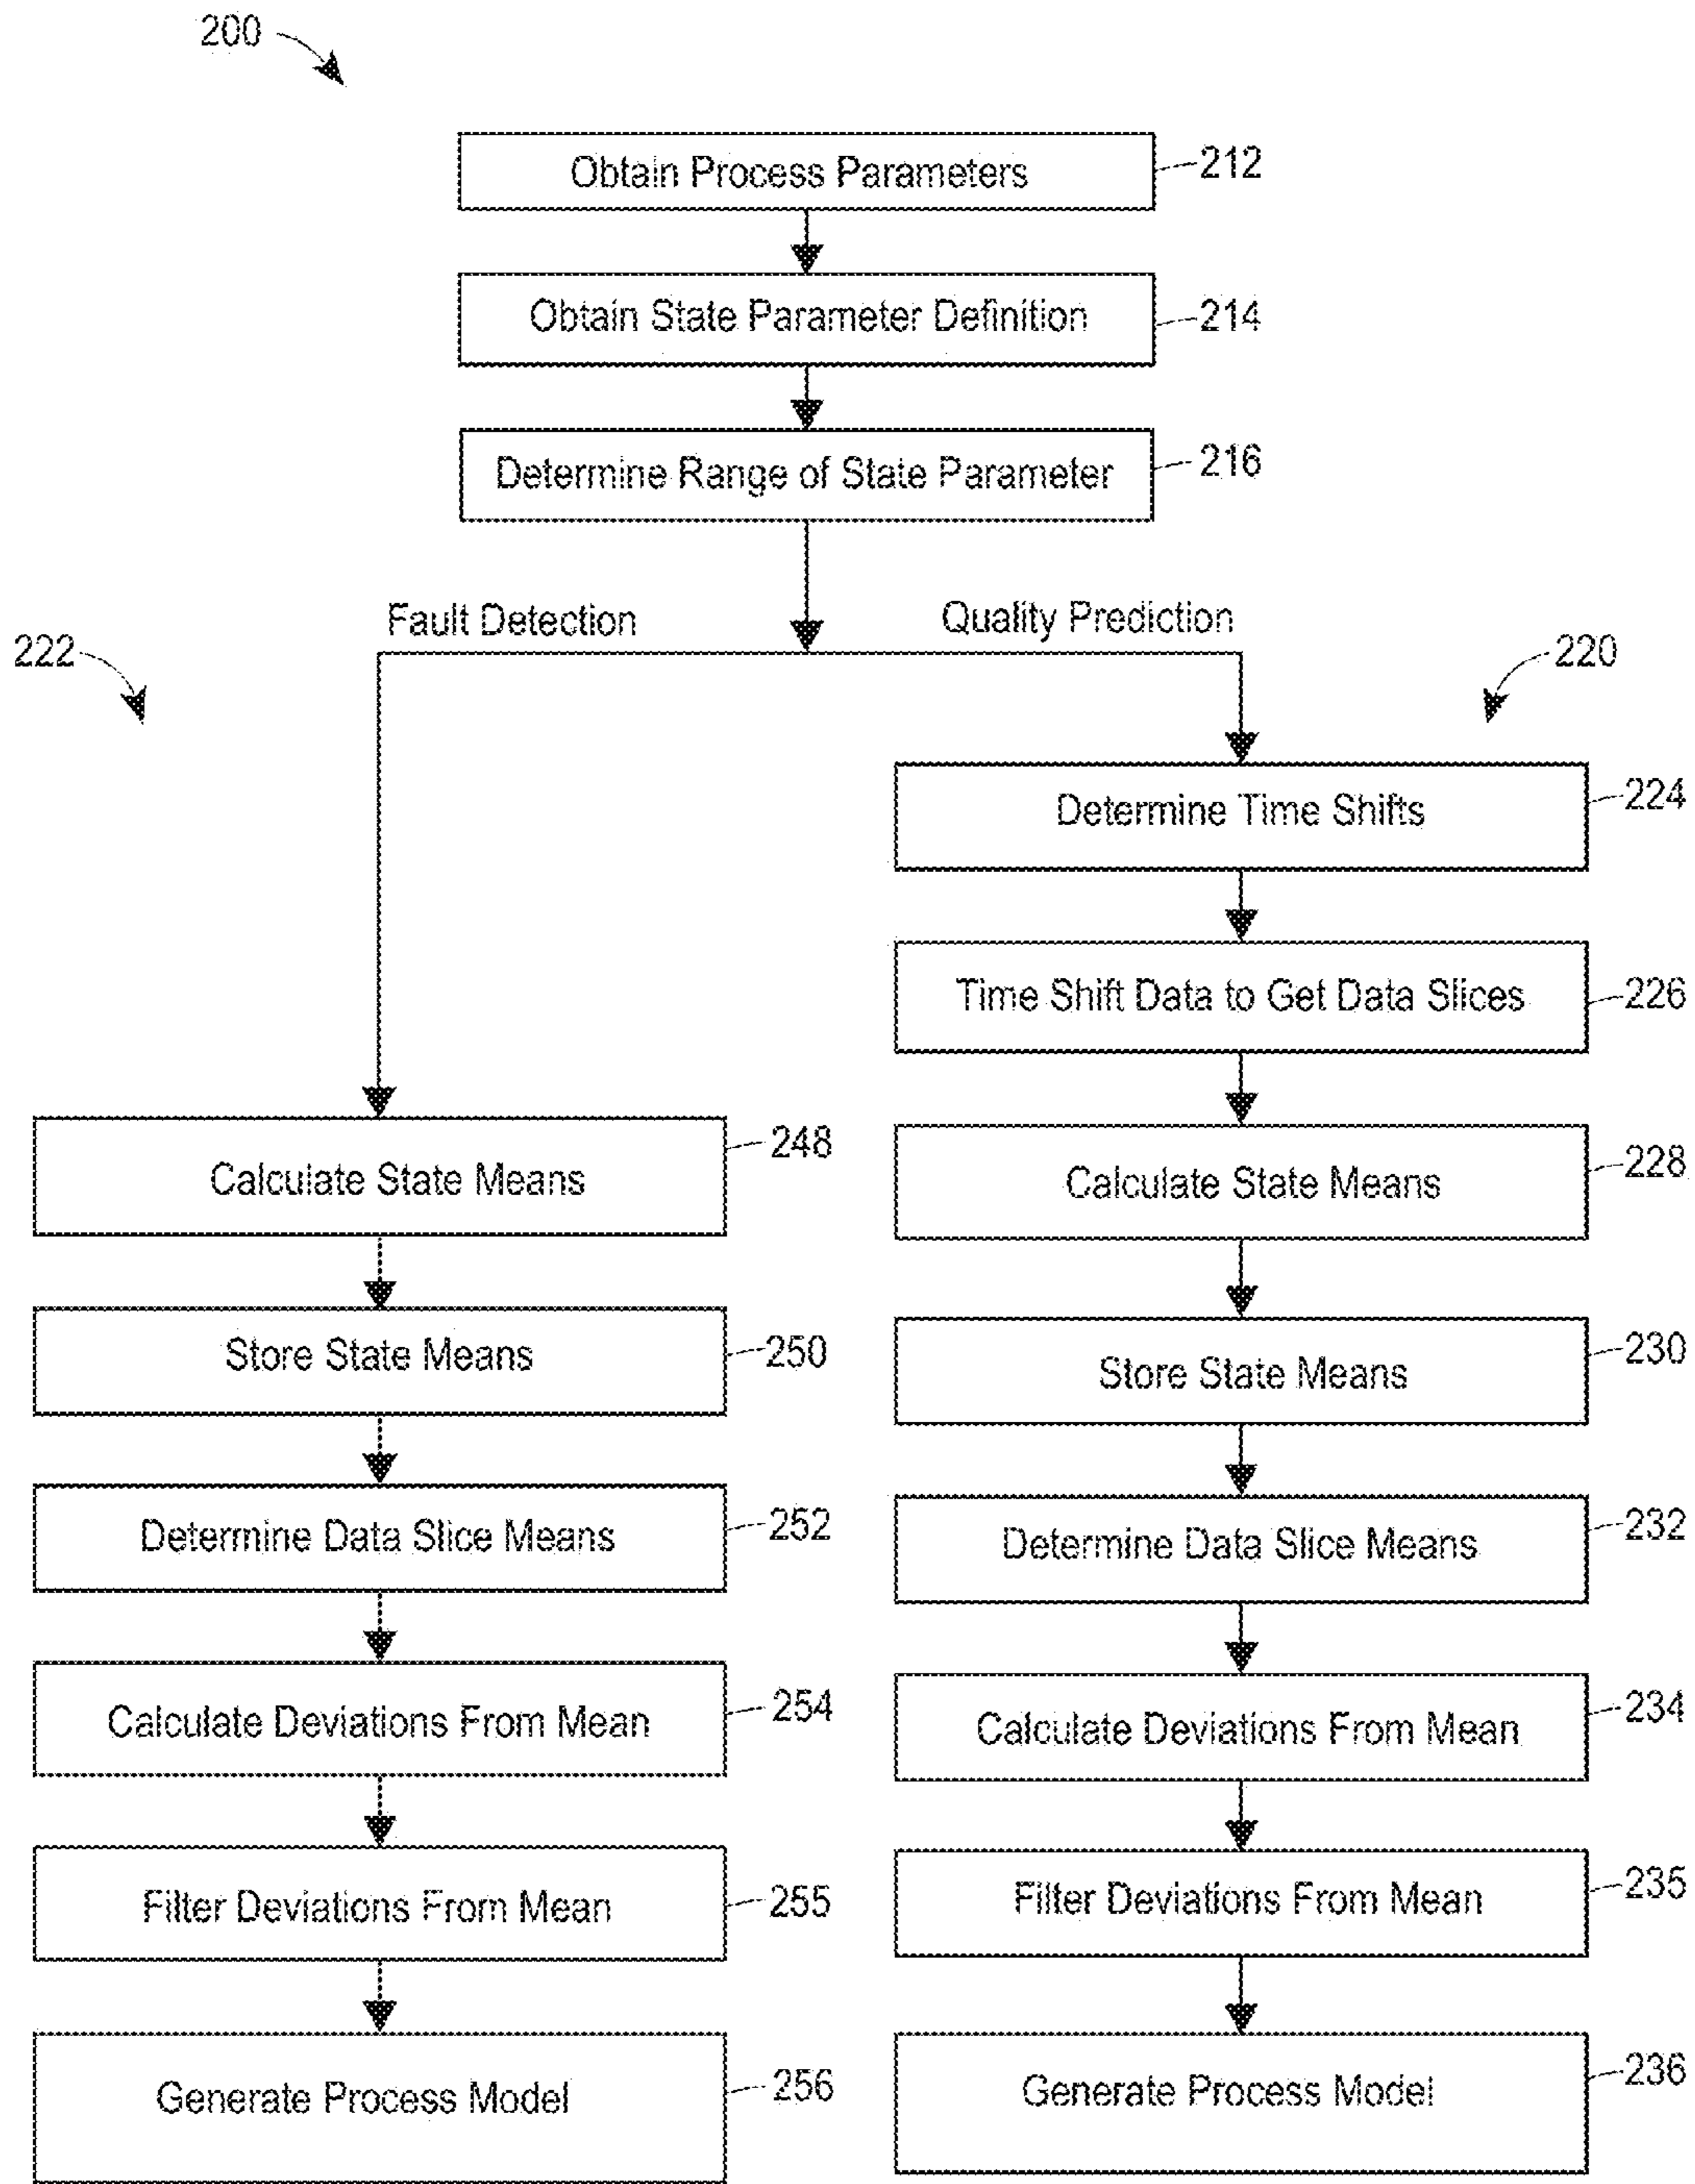 200
Obtain Process Parameters
212
Obtain State Parameter Definition
214
Determine Range of State Parameter
216
Fault Detection
Quality Prediction
222
220
Determine Time Shifts
224
Time Shift Data to Get Data Slices
226
Calculate State Means
248
Calculate State Means
228
Store State Means
250
Store State Means
230
Determine Data Slice Means
252
Determine Data Slice Means
232
Calculate Deviations From Mean
254
Calculate Deviations From Mean
234
Filter Deviations From Mean
255
Filter Deviations From Mean
235
Generate Process Model
256
Generate Process Model
236